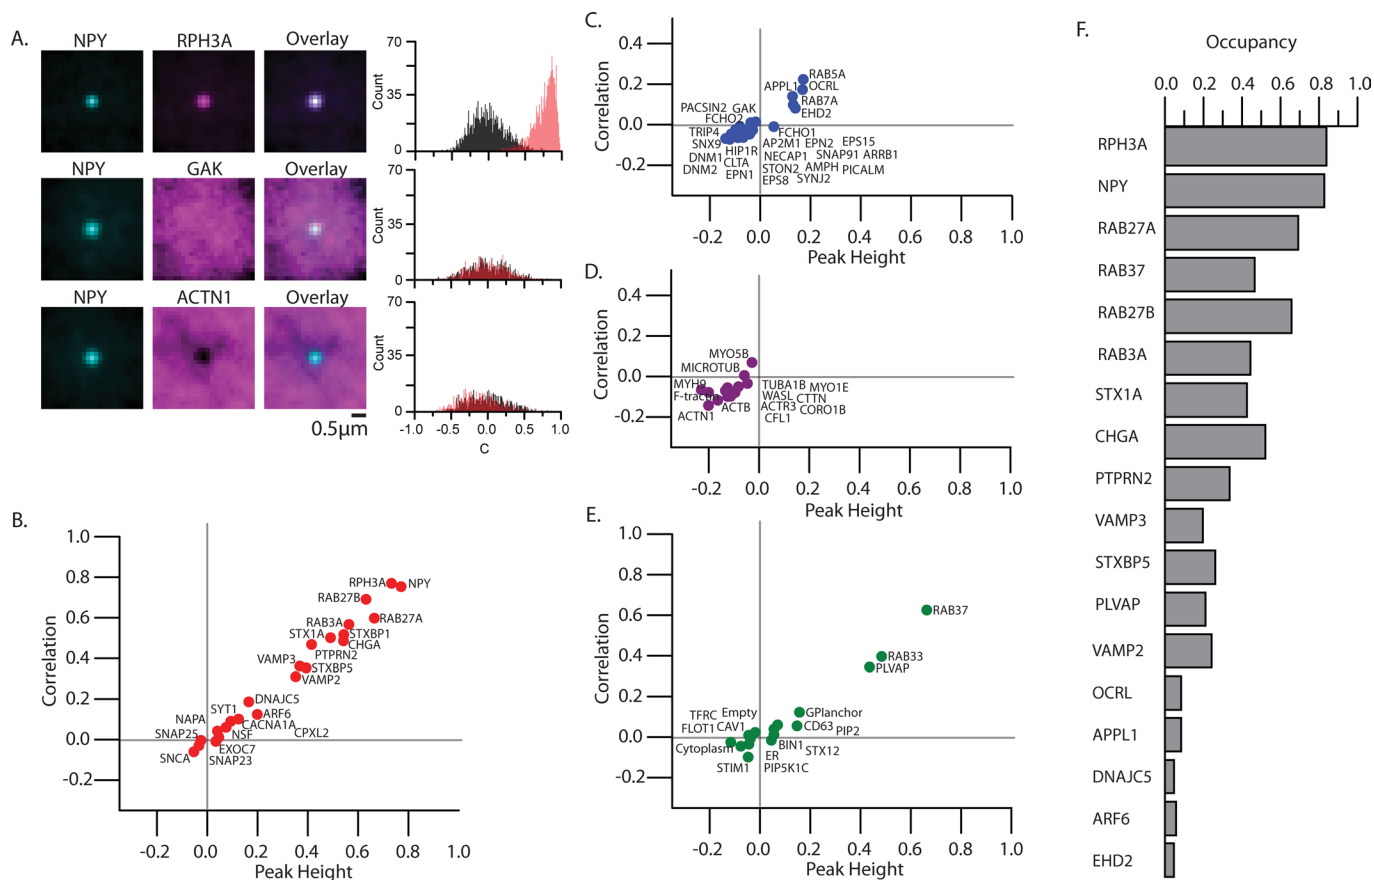 A.
NPY RPH3A Overlay
NPY GAK Overlay
NPY ACTN1 Overlay
0.5µm
70
35
0
Count
70
35
0
Count
70
35
0
Count
-1.0 -0.5 0.0 0.5 1.0
C
B.
1.0
0.8
0.6
0.4
0.2
0.0
-0.2
Correlation
RPH3A NPY
RAB27B
RAB27A
RAB3A
STX1A STXBP1
CHGA
PTPRN2
VAMP3 STXBP5
VAMP2
DNAJC5
SYT1 ARF6
NAPA CACNA1A
SNAP25 NSF CPXL2
EXOC7
SNCA SNAP23
-0.2 0.0 0.2 0.4 0.6 0.8 1.0
Peak Height
C.
0.4
0.2
0.0
-0.2
Correlation
RAB5A
APPL1 OCRL
RAB7A
EHD2
PACSIN2 GAK
FCHO2
TRIP4 FCHO1
SNX9 HIP1R AP2M1 EPN2 EPS15
DNM1 CLTA NECAP1 SNAP91 ARRB1
DNM2 EPN1 STON2 AMPH PICALM
EPS8 SYNJ2
-0.2 0.0 0.2 0.4 0.6 0.8 1.0
Peak Height
D.
0.4
0.2
0.0
-0.2
Correlation
MYO5B
MICROTUB
MYH9 TUBA1B MYO1E
F-tractin WASL CTTN
ACTB ACTR3 CORO1B
ACTN1 CFL1
-0.2 0.0 0.2 0.4 0.6 0.8 1.0
Peak Height
E.
1.0
0.8
0.6
0.4
0.2
0.0
-0.2
Correlation
RAB37
RAB33
PLVAP
TFRC Empty GPlanchor
FLOT1 CAV1 CD63 PIP2
Cytoplasm BIN1 STX12
ER
STIM1 PIP5K1C
-0.2 0.0 0.2 0.4 0.6 0.8 1.0
Peak Height
F.
Occupancy
0.0 0.2 0.4 0.6 0.8 1.0
RPH3A
NPY
RAB27A
RAB37
RAB27B
RAB3A
STX1A
CHGA
PTPRN2
VAMP3
STXBP5
PLVAP
VAMP2
OCRL
APPL1
DNAJC5
ARF6
EHD2